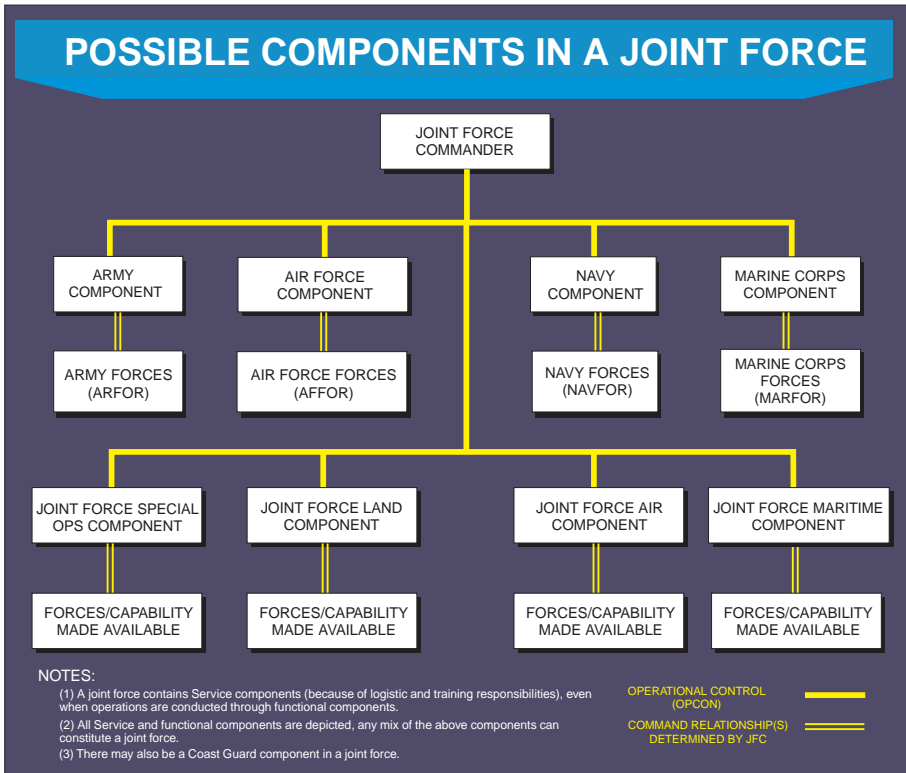 POSSIBLE COMPONENTS IN A JOINT FORCE
JOINT FORCE
COMMANDER
ARMY
COMPONENT
AIR FORCE
COMPONENT
NAVY
COMPONENT
MARINE CORPS
COMPONENT
ARMY FORCES
(ARFOR)
AIR FORCE FORCES
(AFFOR)
NAVY FORCES
(NAVFOR)
MARINE CORPS
FORCES
(MARFOR)
JOINT FORCE SPECIAL
OPS COMPONENT
JOINT FORCE LAND
COMPONENT
JOINT FORCE AIR
COMPONENT
JOINT FORCE MARITIME
COMPONENT
FORCES/CAPABILITY
MADE AVAILABLE
FORCES/CAPABILITY
MADE AVAILABLE
FORCES/CAPABILITY
MADE AVAILABLE
FORCES/CAPABILITY
MADE AVAILABLE
NOTES:
(1) A joint force contains Service components (because of logistic and training responsibilities), even
when operations are conducted through functional components.
(2) All Service and functional components are depicted, any mix of the above components can
constitute a joint force.
(3) There may also be a Coast Guard component in a joint force.
OPERATIONAL CONTROL
(OPCON)
COMMAND RELATIONSHIP(S)
DETERMINED BY JFC